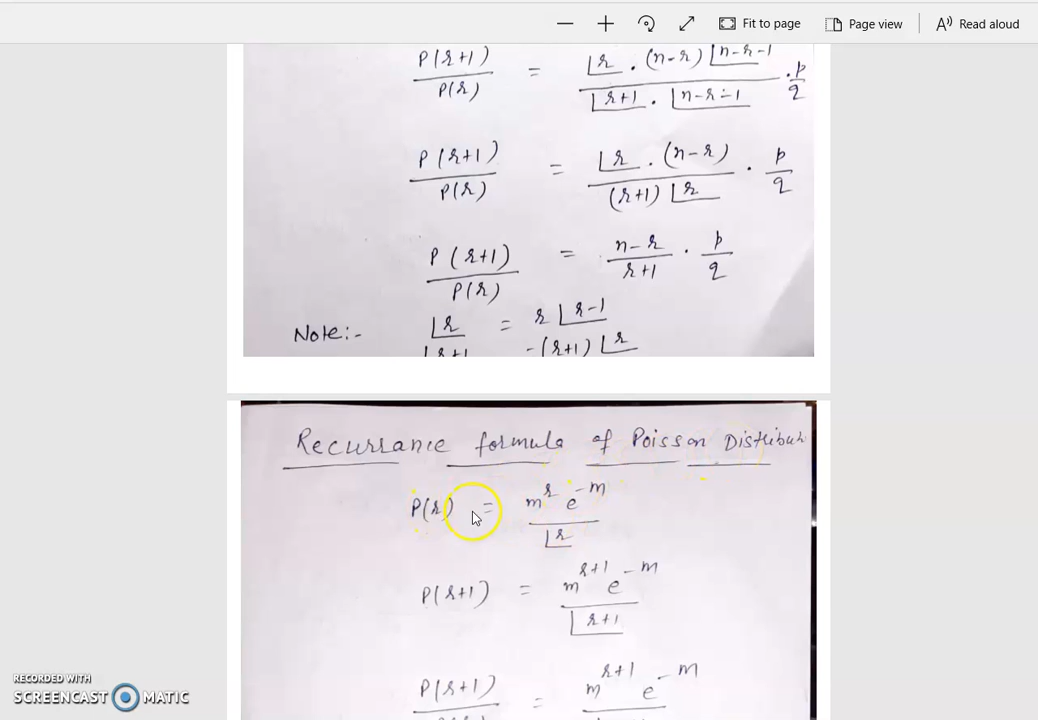 Fit to page Page view Read aloud
P(r+1) / P(r) = ⌊r . (n-r) ⌊n-r-1 / ⌊r+1 . ⌊n-r-1 . p/q
P(r+1) / P(r) = ⌊r . (n-r) / (r+1) ⌊r . p/q
P(r+1) / P(r) = n-r / r+1 . p/q
Note:- ⌊r = r ⌊r-1
⌊r+1 -(r+1) ⌊r
Recurrance formula of Poisson Distribu
P(r) = m^r e^-m / ⌊r
P(r+1) = m^r+1 e^-m / ⌊r+1
P(r+1) = m^r+1 e^-m
RECORDED WITH
SCREENCAST MATIC